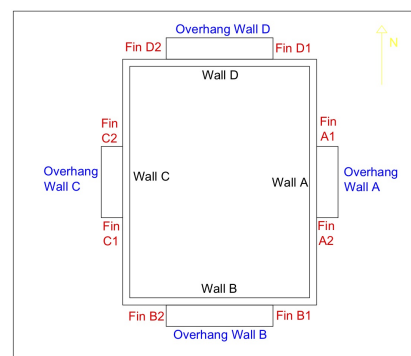 Overhang Wall D
Fin D2
Fin D1
N
Wall D
Fin
C2
Fin
A1
Overhang
Wall C
Wall C
Wall A
Overhang
Wall A
Fin
C1
Fin
A2
Wall B
Fin B2
Fin B1
Overhang Wall B